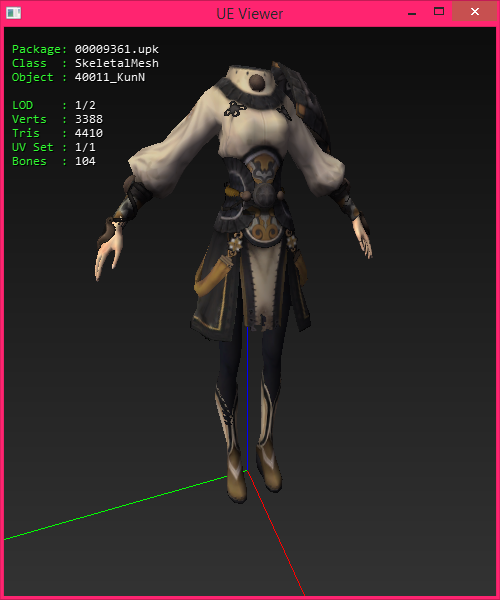 UE Viewer
Package: 00009361.upk
Class  : SkeletalMesh
Object : 40011_KunN
LOD    : 1/2
Verts  : 3388
Tris   : 4410
UV Set : 1/1
Bones  : 104